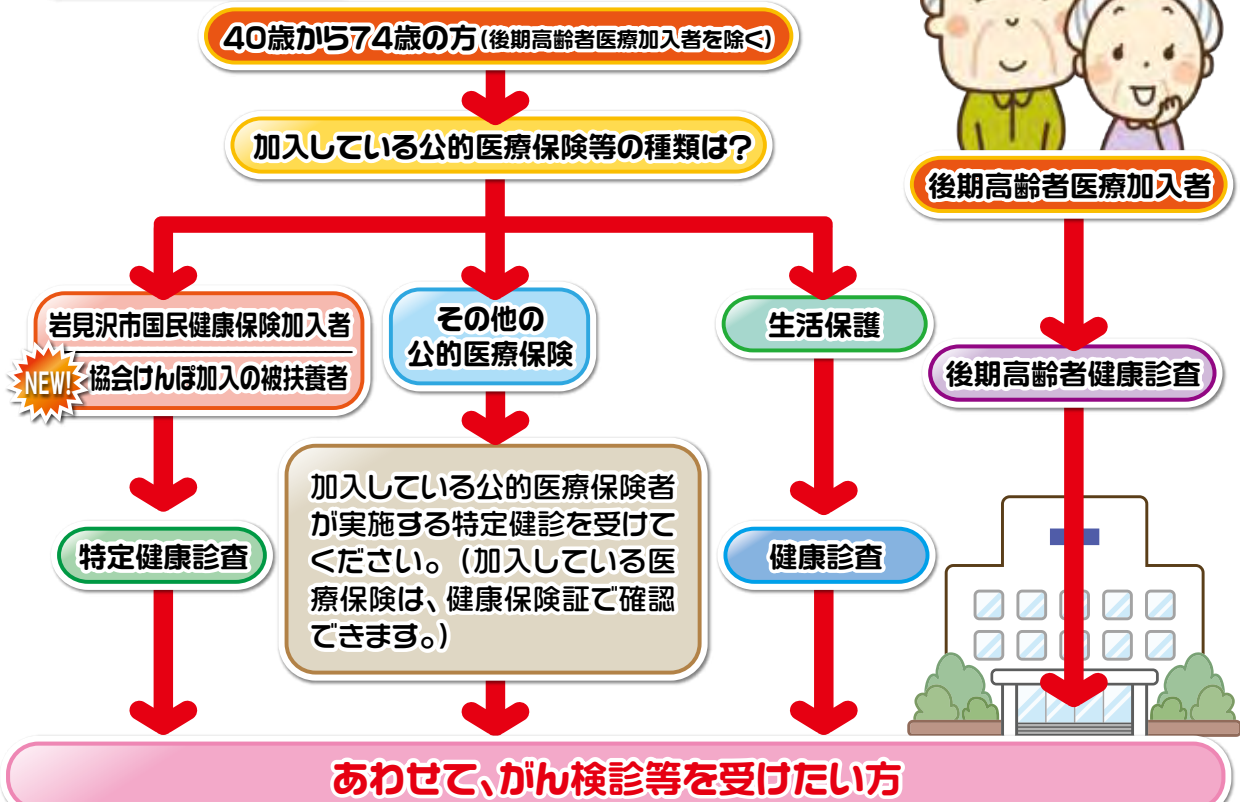 40歳から74歳の方(後期高齢者医療加入者を除く)
加入している公的医療保険等の種類は?
後期高齢者医療加入者
岩見沢市国民健康保険加入者
NEW! 協会けんぽ加入の被扶養者
その他の
公的医療保険
生活保護
後期高齢者健康診査
特定健康診査
加入している公的医療保険者
が実施する特定健診を受けて
ください。(加入している医
療保険は、健康保険証で確認
できます。)
健康診査
あわせて、がん検診等を受けたい方